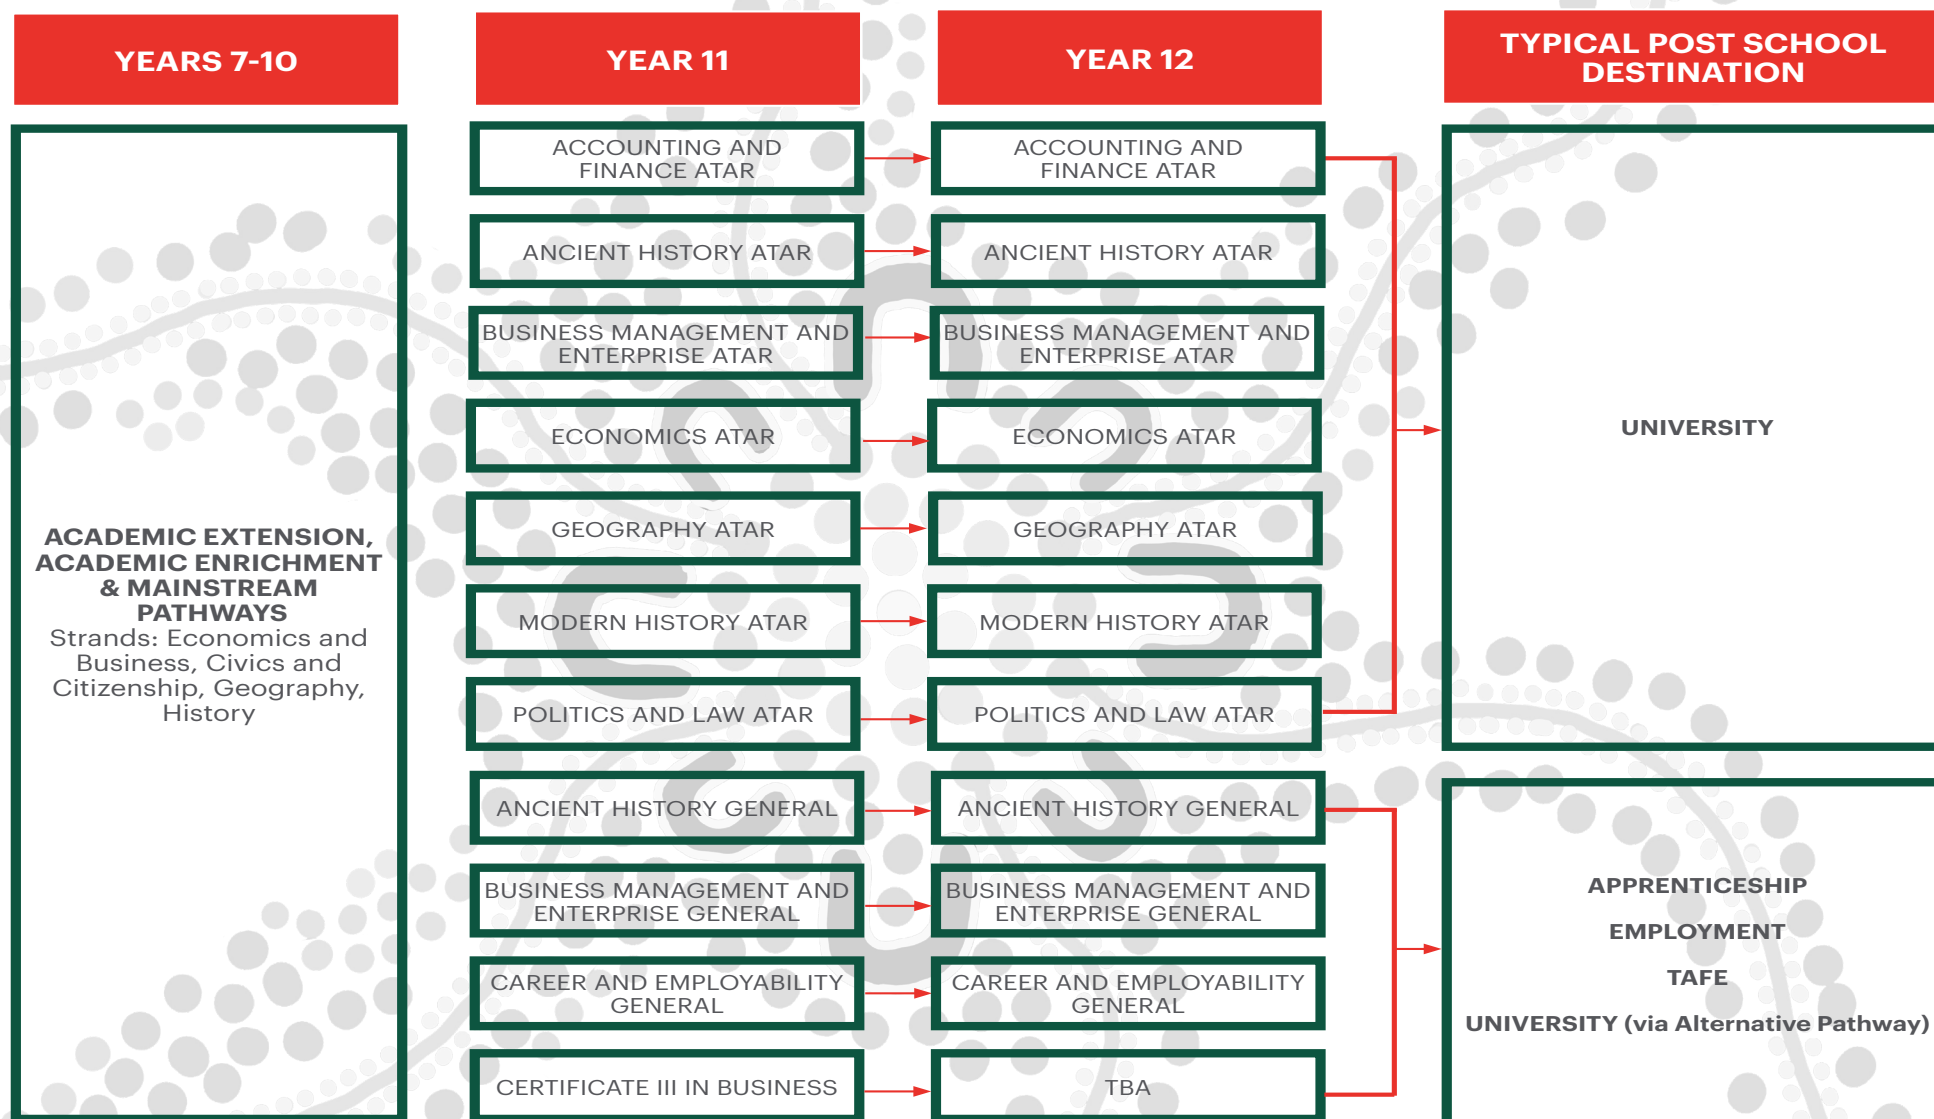 YEARS 7-10
YEAR 11
YEAR 12
TYPICAL POST SCHOOL
DESTINATION
ACADEMIC EXTENSION,
ACADEMIC ENRICHMENT
& MAINSTREAM
PATHWAYS
Strands: Economics and
Business, Civics and
Citizenship, Geography,
History
ACCOUNTING AND
FINANCE ATAR
ACCOUNTING AND
FINANCE ATAR
ANCIENT HISTORY ATAR
ANCIENT HISTORY ATAR
BUSINESS MANAGEMENT AND
ENTERPRISE ATAR
BUSINESS MANAGEMENT AND
ENTERPRISE ATAR
ECONOMICS ATAR
ECONOMICS ATAR
GEOGRAPHY ATAR
GEOGRAPHY ATAR
MODERN HISTORY ATAR
MODERN HISTORY ATAR
POLITICS AND LAW ATAR
POLITICS AND LAW ATAR
UNIVERSITY
ANCIENT HISTORY GENERAL
ANCIENT HISTORY GENERAL
BUSINESS MANAGEMENT AND
ENTERPRISE GENERAL
BUSINESS MANAGEMENT AND
ENTERPRISE GENERAL
CAREER AND EMPLOYABILITY
GENERAL
CAREER AND EMPLOYABILITY
GENERAL
CERTIFICATE III IN BUSINESS
TBA
APPRENTICESHIP
EMPLOYMENT
TAFE
UNIVERSITY (via Alternative Pathway)